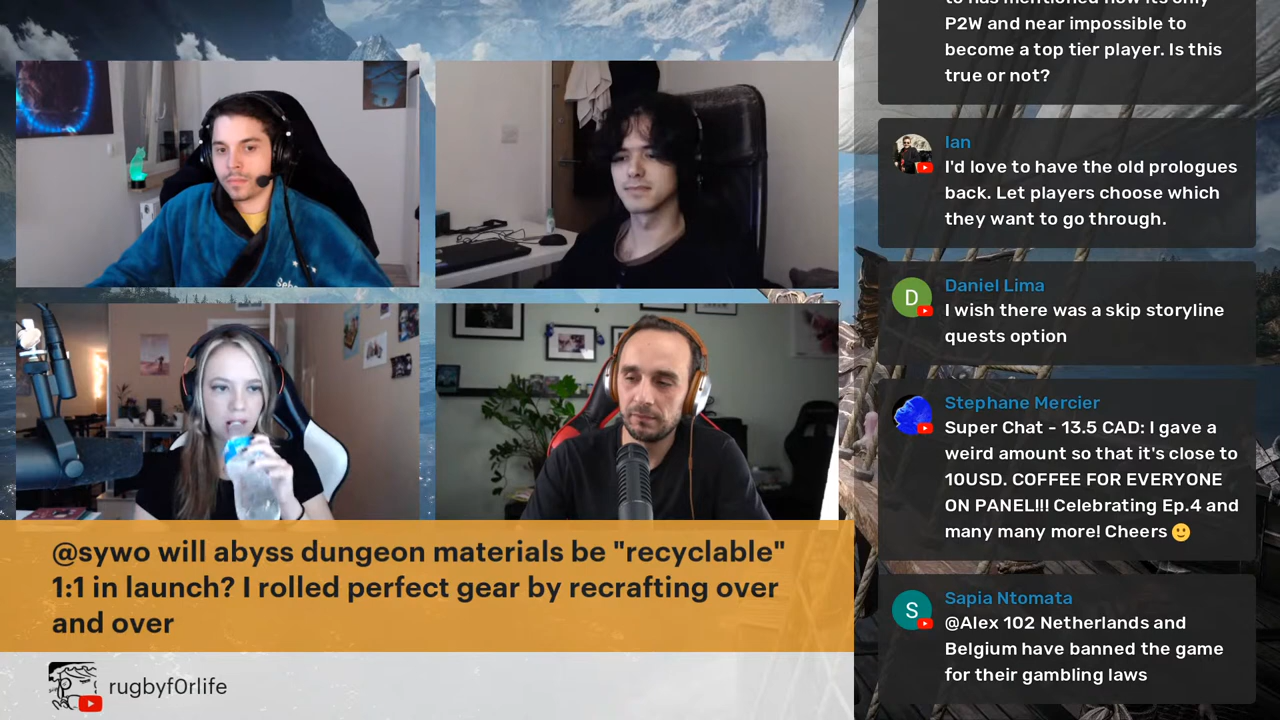 P2W and near impossible to
become a top tier player. Is this
true or not?
Ian
I'd love to have the old prologues
back. Let players choose which
they want to go through.
D
Daniel Lima
I wish there was a skip storyline
quests option
Stephane Mercier
Super Chat - 13.5 CAD: I gave a
weird amount so that it's close to
10USD. COFFEE FOR EVERYONE
ON PANEL!!! Celebrating Ep.4 and
many many more! Cheers 🙂
S
Sapia Ntomata
@Alex 102 Netherlands and
Belgium have banned the game
for their gambling laws
@sywo will abyss dungeon materials be "recyclable"
1:1 in launch? I rolled perfect gear by recrafting over
and over
rugbyf0rlife